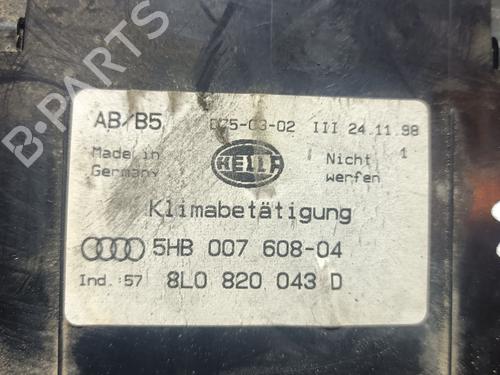 B-PARTS
AB/B5 075-03-02 III 24.11.98
Made in Germany
HELLA
Nicht werfen 1
Klimabetätigung
5HB 007 608-04
Ind.:57 8L0 820 043 D